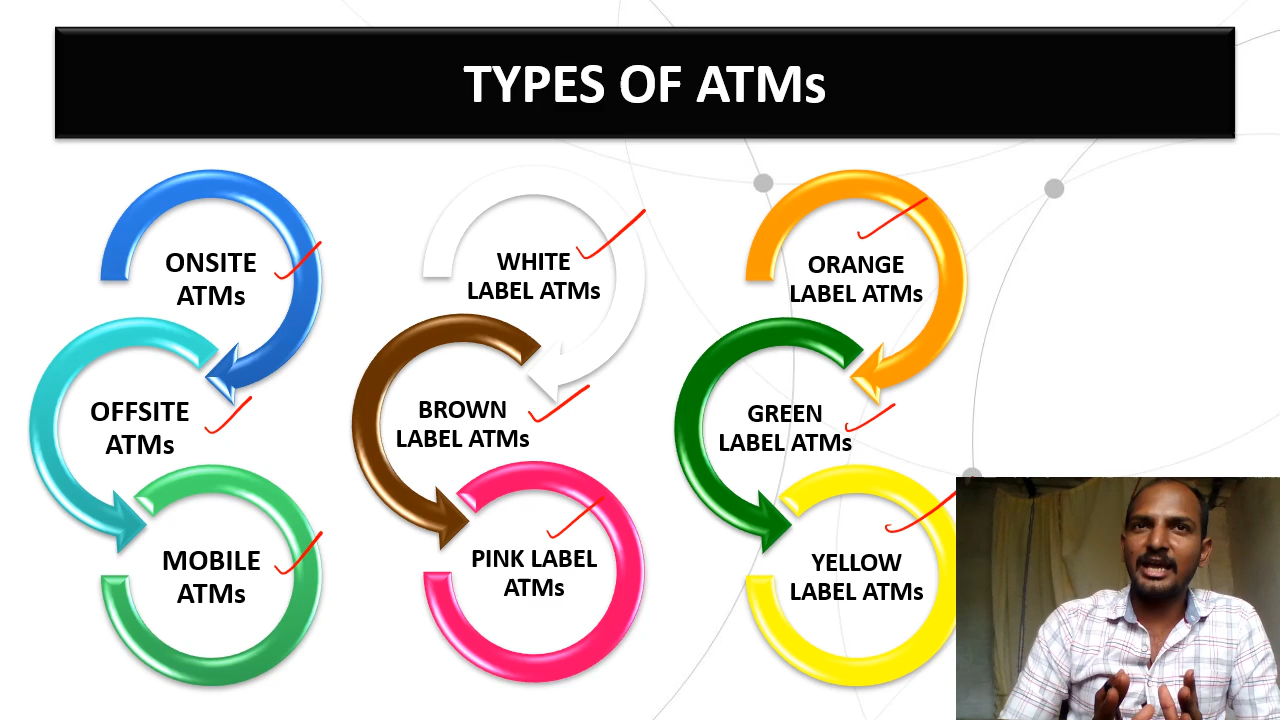 TYPES OF ATMs
ONSITE
ATMs
OFFSITE
ATMs
MOBILE
ATMs
WHITE
LABEL ATMs
BROWN
LABEL ATMs
PINK LABEL
ATMs
ORANGE
LABEL ATMs
GREEN
LABEL ATMs
YELLOW
LABEL ATMs